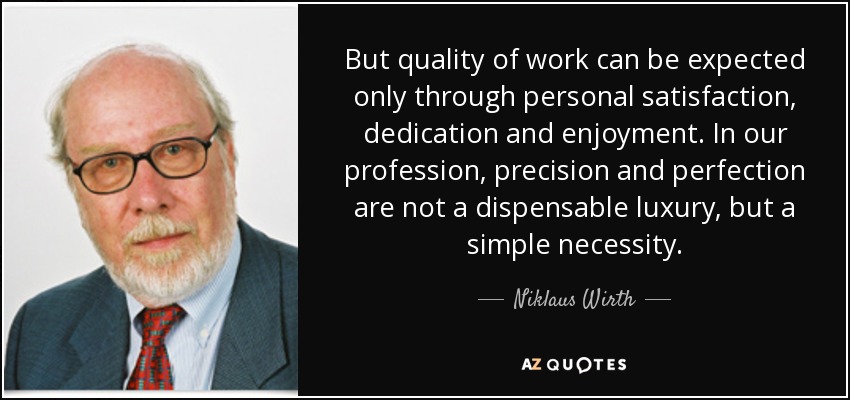 But quality of work can be expected
only through personal satisfaction,
dedication and enjoyment. In our
profession, precision and perfection
are not a dispensable luxury, but a
simple necessity.
Niklaus Wirth
AZ QUOTES